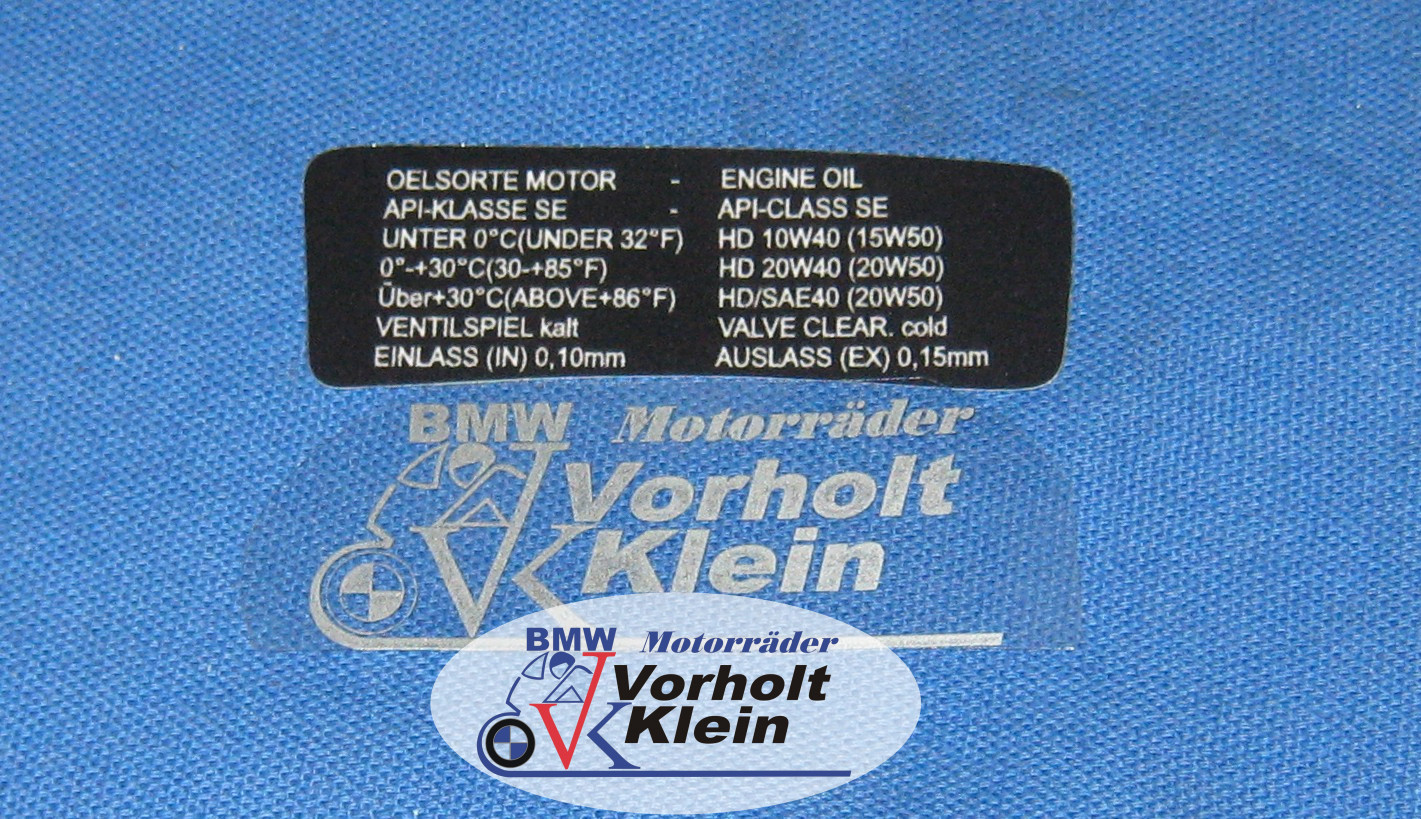 OELSORTE MOTOR - ENGINE OIL
API-KLASSE SE - API-CLASS SE
UNTER 0°C(UNDER 32°F) HD 10W40 (15W50)
0°-+30°C(30-+85°F) HD 20W40 (20W50)
Über+30°C(ABOVE+86°F) HD/SAE40 (20W50)
VENTILSPIEL kalt VALVE CLEAR. cold
EINLASS (IN) 0,10mm AUSLASS (EX) 0,15mm
BMW Motorräder
Vorholt
VK Klein
BMW Motorräder
Vorholt
VK Klein